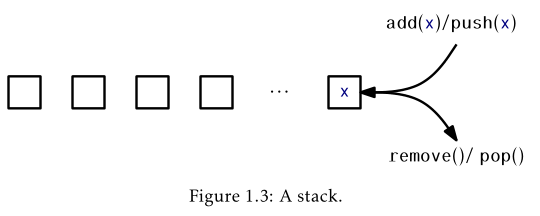 add(x)/push(x)
⋯ x
remove()/ pop()
Figure 1.3: A stack.